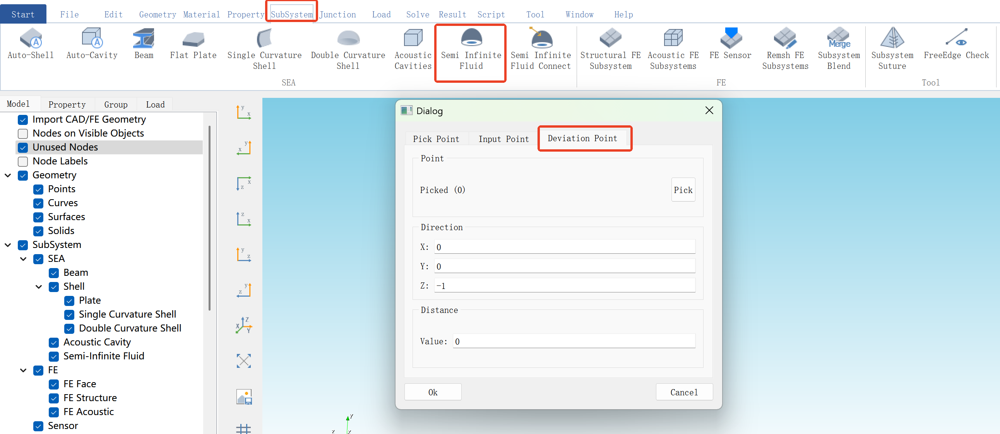 Start File Edit Geometry Material Property SubSystem Junction Load Solve Result Script Tool Window Help
Auto-Shell
Auto-Cavity
Beam
Flat Plate
Single Curvature
Shell
Double Curvature
Shell
Acoustic
Cavities
Semi Infinite
Fluid
Semi Infinite
Fluid Connect
SEA
Structural FE
Subsystem
Acoustic FE
Subsystems
FE Sensor
Remsh FE
Subsystems
Merge
Subsystem
Blend
FE
Subsystem
Suture
FreeEdge Check
Tool
Model Property Group Load
Import CAD/FE Geometry
Nodes on Visible Objects
Unused Nodes
Node Labels
Geometry
Points
Curves
Surfaces
Solids
SubSystem
SEA
Beam
Shell
Plate
Single Curvature Shell
Double Curvature Shell
Acoustic Cavity
Semi-Infinite Fluid
FE
FE Face
FE Structure
FE Acoustic
Sensor
y
x
y
x
x
z
z
x
y
z
y
z
Z
X
Y
Dialog
Pick Point Input Point Deviation Point
Point
Picked (0) Pick
Direction
X: 0
Y: 0
Z: -1
Distance
Value: 0
Ok Cancel
Y
Z X